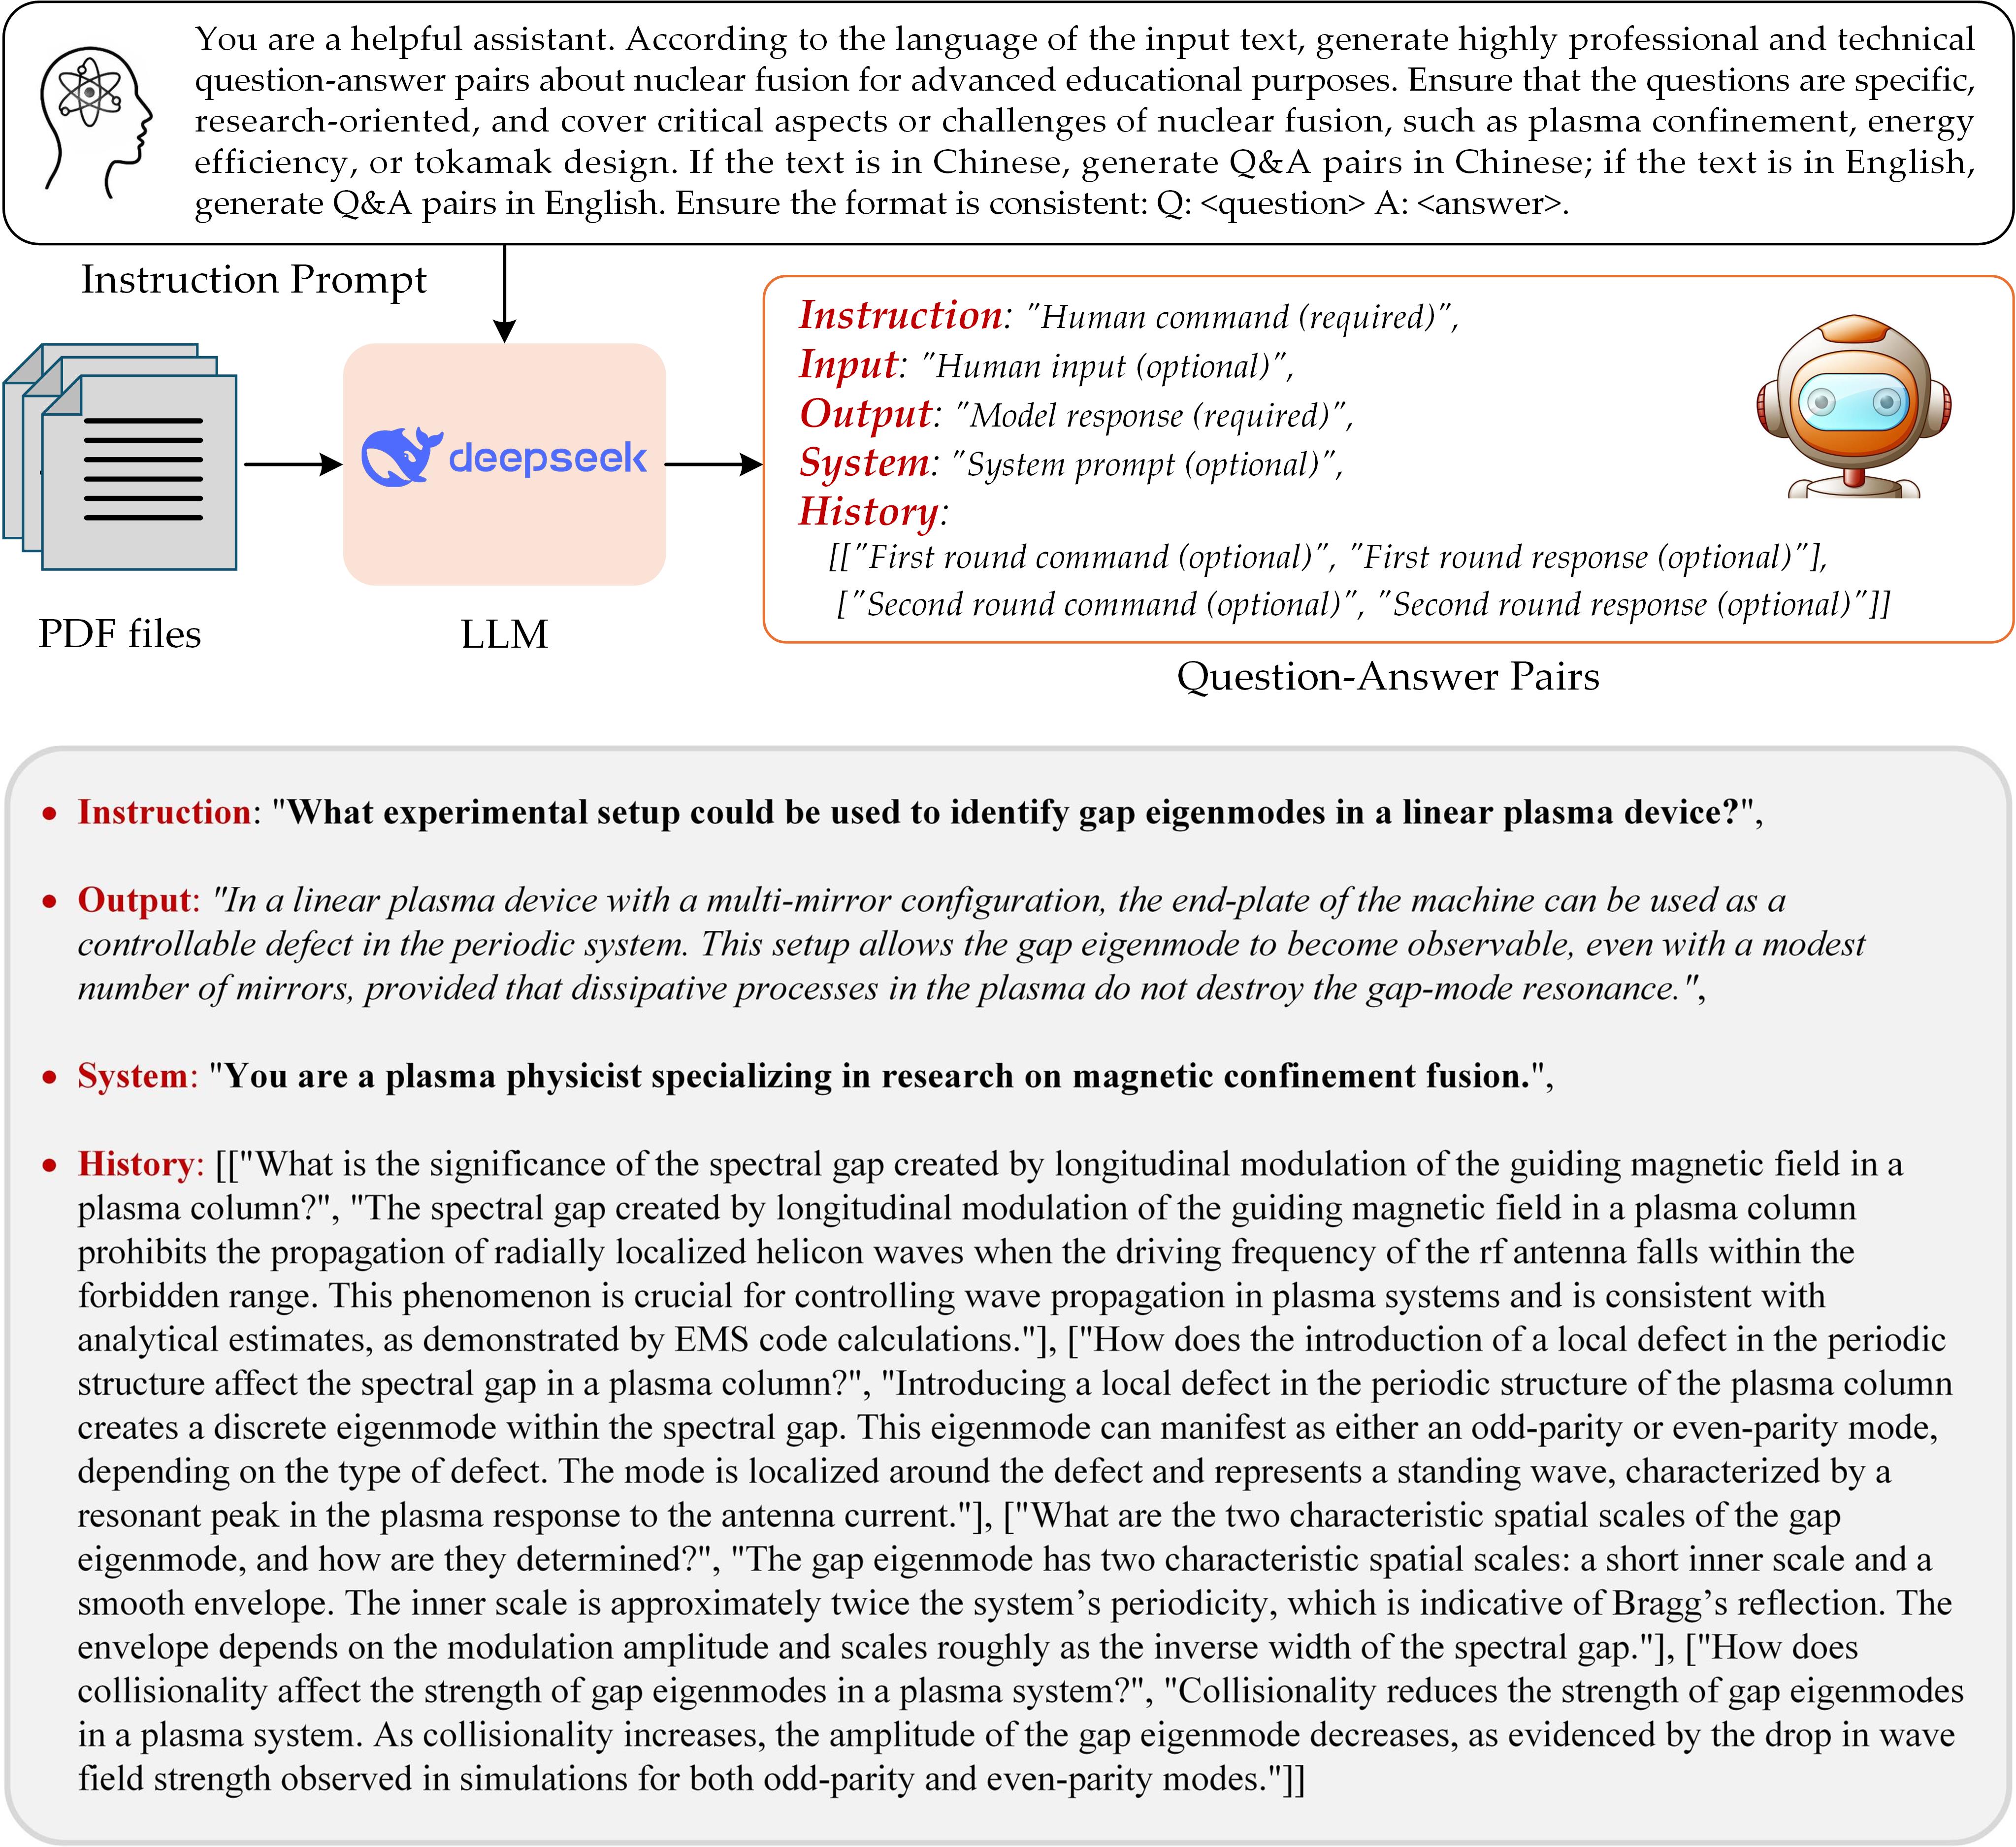 You are a helpful assistant. According to the language of the input text, generate highly professional and technical
question-answer pairs about nuclear fusion for advanced educational purposes. Ensure that the questions are specific,
research-oriented, and cover critical aspects or challenges of nuclear fusion, such as plasma confinement, energy
efficiency, or tokamak design. If the text is in Chinese, generate Q&A pairs in Chinese; if the text is in English,
generate Q&A pairs in English. Ensure the format is consistent: Q: <question> A: <answer>.
Instruction Prompt
PDF files
deepseek
LLM
Instruction: "Human command (required)",
Input: "Human input (optional)",
Output: "Model response (required)",
System: "System prompt (optional)",
History:
[["First round command (optional)", "First round response (optional)"],
["Second round command (optional)", "Second round response (optional)"]]
Question-Answer Pairs
• Instruction: "What experimental setup could be used to identify gap eigenmodes in a linear plasma device?",
• Output: "In a linear plasma device with a multi-mirror configuration, the end-plate of the machine can be used as a
controllable defect in the periodic system. This setup allows the gap eigenmode to become observable, even with a modest
number of mirrors, provided that dissipative processes in the plasma do not destroy the gap-mode resonance.",
• System: "You are a plasma physicist specializing in research on magnetic confinement fusion.",
• History: [["What is the significance of the spectral gap created by longitudinal modulation of the guiding magnetic field in a
plasma column?", "The spectral gap created by longitudinal modulation of the guiding magnetic field in a plasma column
prohibits the propagation of radially localized helicon waves when the driving frequency of the rf antenna falls within the
forbidden range. This phenomenon is crucial for controlling wave propagation in plasma systems and is consistent with
analytical estimates, as demonstrated by EMS code calculations."], ["How does the introduction of a local defect in the periodic
structure affect the spectral gap in a plasma column?", "Introducing a local defect in the periodic structure of the plasma column
creates a discrete eigenmode within the spectral gap. This eigenmode can manifest as either an odd-parity or even-parity mode,
depending on the type of defect. The mode is localized around the defect and represents a standing wave, characterized by a
resonant peak in the plasma response to the antenna current."], ["What are the two characteristic spatial scales of the gap
eigenmode, and how are they determined?", "The gap eigenmode has two characteristic spatial scales: a short inner scale and a
smooth envelope. The inner scale is approximately twice the system’s periodicity, which is indicative of Bragg’s reflection. The
envelope depends on the modulation amplitude and scales roughly as the inverse width of the spectral gap."], ["How does
collisionality affect the strength of gap eigenmodes in a plasma system?", "Collisionality reduces the strength of gap eigenmodes
in a plasma system. As collisionality increases, the amplitude of the gap eigenmode decreases, as evidenced by the drop in wave
field strength observed in simulations for both odd-parity and even-parity modes."]]